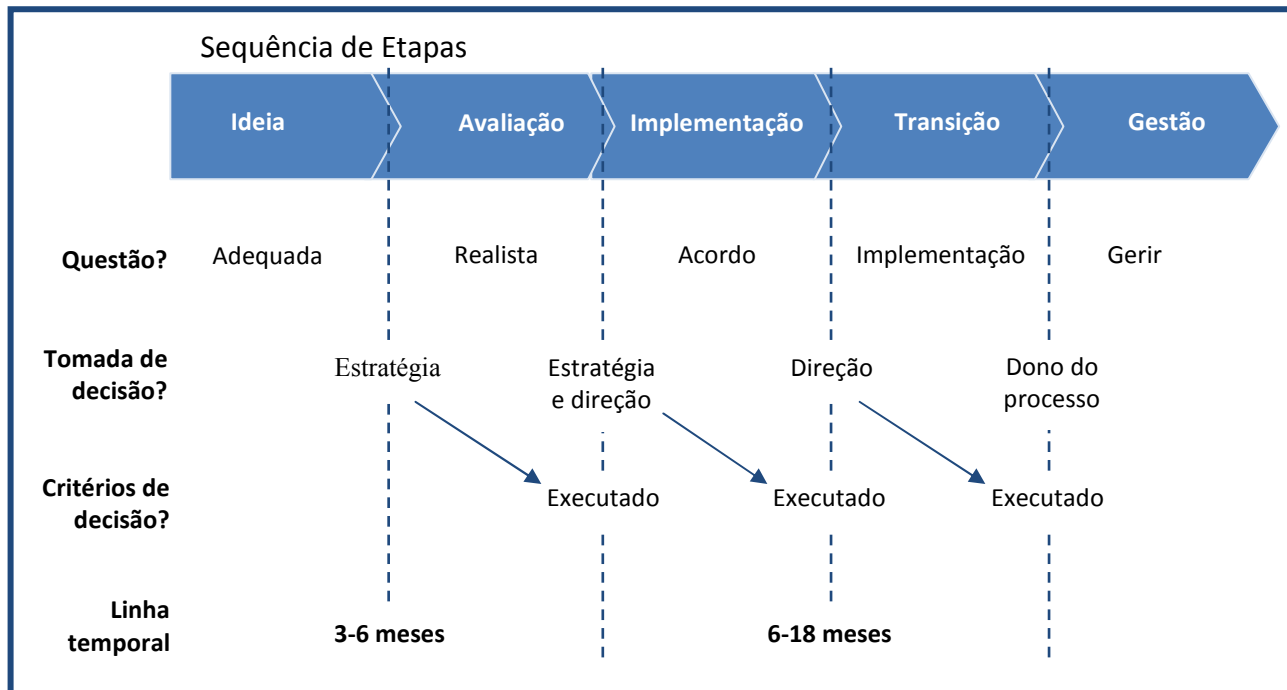 Sequência de Etapas
Ideia
Avaliação
Implementação
Transição
Gestão
Questão?
Adequada
Realista
Acordo
Implementação
Gerir
Tomada de
decisão?
Estratégia
Estratégia
e direção
Direção
Dono do
processo
Critérios de
decisão?
Executado
Executado
Executado
Linha
temporal
3-6 meses
6-18 meses